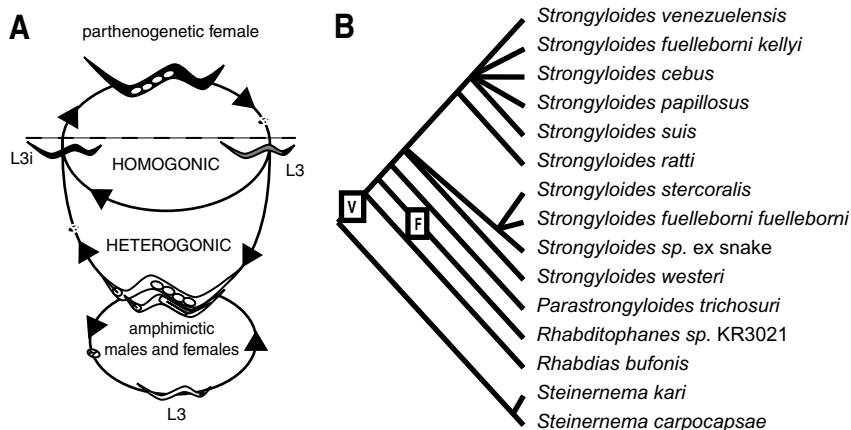 A
parthenogenetic female
L3i
HOMOGONIC
L3
HETEROGONIC
amphimictic
males and females
L3
B
V
F
Strongyloides venezuelensis
Strongyloides fuelleborni kellyi
Strongyloides cebus
Strongyloides papillosus
Strongyloides suis
Strongyloides ratti
Strongyloides stercoralis
Strongyloides fuelleborni fuelleborni
Strongyloides sp. ex snake
Strongyloides westeri
Parastrongyloides trichosuri
Rhabditophanes sp. KR3021
Rhabdias bufonis
Steinernema kari
Steinernema carpocapsae